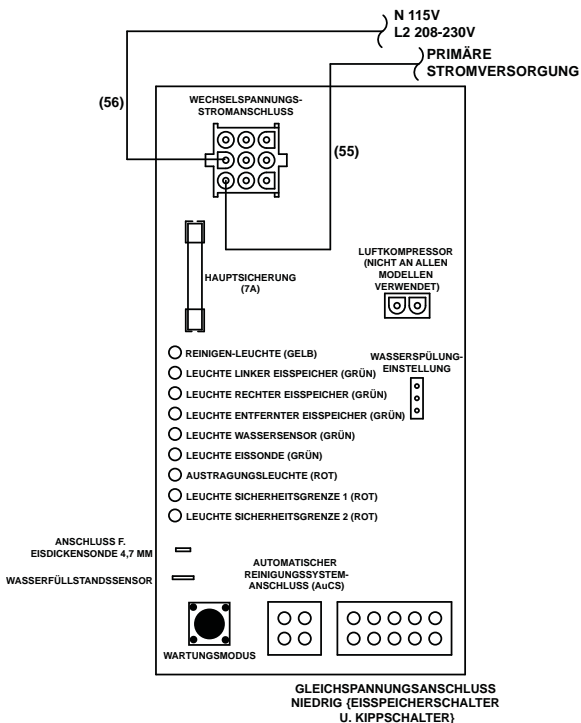 N 115V
L2 208-230V
PRIMÄRE
STROMVERSORGUNG
(56)
WECHSELSPANNUNGS-
STROMANSCHLUSS
(55)
HAUPTSICHERUNG
(7A)
LUFTKOMPRESSOR
(NICHT AN ALLEN
MODELLEN
VERWENDET)
REINIGEN-LEUCHTE (GELB)
LEUCHTE LINKER EISSPEICHER (GRÜN)
LEUCHTE RECHTER EISSPEICHER (GRÜN)
LEUCHTE ENTFERNTER EISSPEICHER (GRÜN)
LEUCHTE WASSERSENSOR (GRÜN)
LEUCHTE EISSONDE (GRÜN)
AUSTRAGUNGSLEUCHTE (ROT)
LEUCHTE SICHERHEITSGRENZE 1 (ROT)
LEUCHTE SICHERHEITSGRENZE 2 (ROT)
WASSERSPÜLUNG-
EINSTELLUNG
ANSCHLUSS F.
EISDICKENSONDE 4,7 MM
WASSERFÜLLSTANDSSENSOR
AUTOMATISCHER
REINIGUNGSSYSTEM-
ANSCHLUSS (AuCS)
WARTUNGSMODUS
GLEICHSPANNUNGSANSCHLUSS
NIEDRIG {EISSPEICHERSCHALTER
U. KIPPSCHALTER}